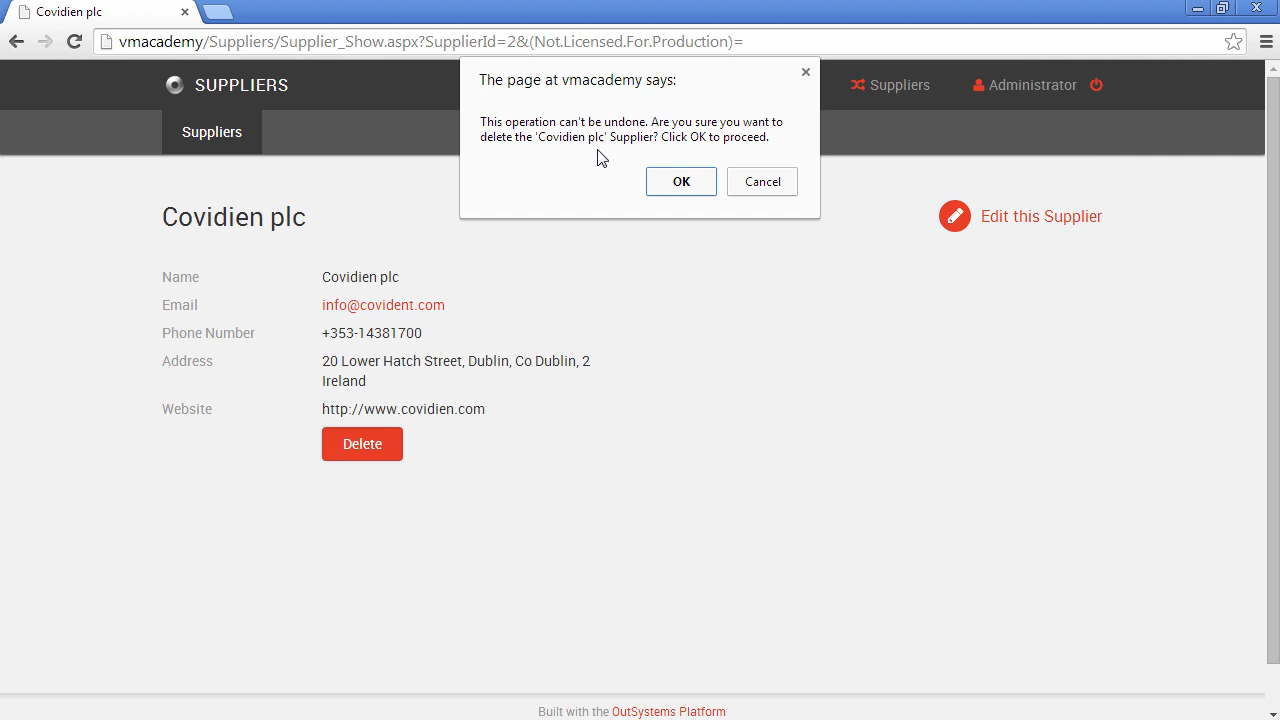 Covidien plc
vmacademy/Suppliers/Supplier_Show.aspx?SupplierId=2&(Not.Licensed.For.Production)=
The page at vmacademy says:
This operation can't be undone. Are you sure you want to
delete the 'Covidien plc' Supplier? Click OK to proceed.
OK
Cancel
SUPPLIERS
Suppliers
Administrator
Suppliers
Covidien plc
Edit this Supplier
Name
Covidien plc
Email
info@covident.com
Phone Number
+353-14381700
Address
20 Lower Hatch Street, Dublin, Co Dublin, 2
Ireland
Website
http://www.covidien.com
Delete
Built with the OutSystems Platform